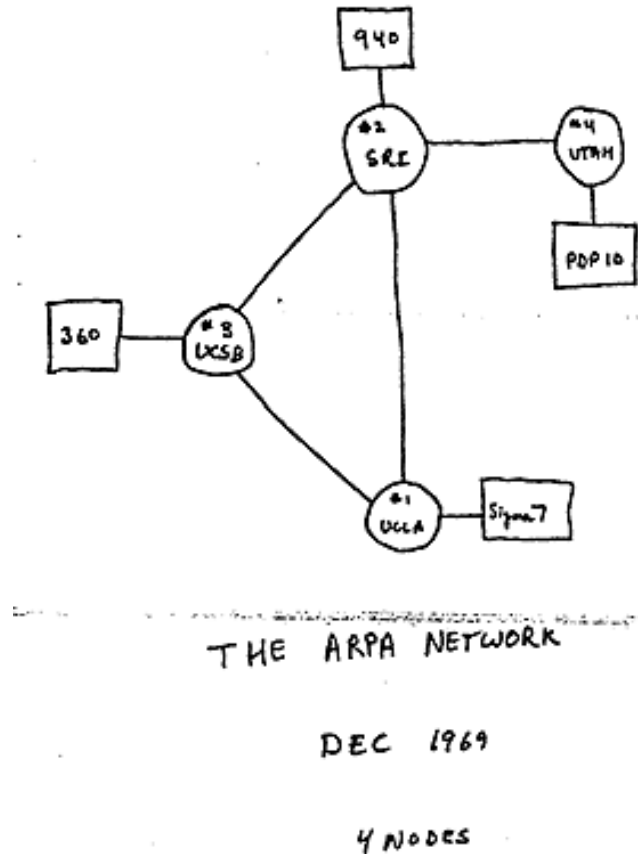 940
#2
SRI
#4
UTAH
PDP 10
360
#3
UCSB
#1
UCLA
Sigma 7
THE ARPA NETWORK
DEC 1969
4 NODES